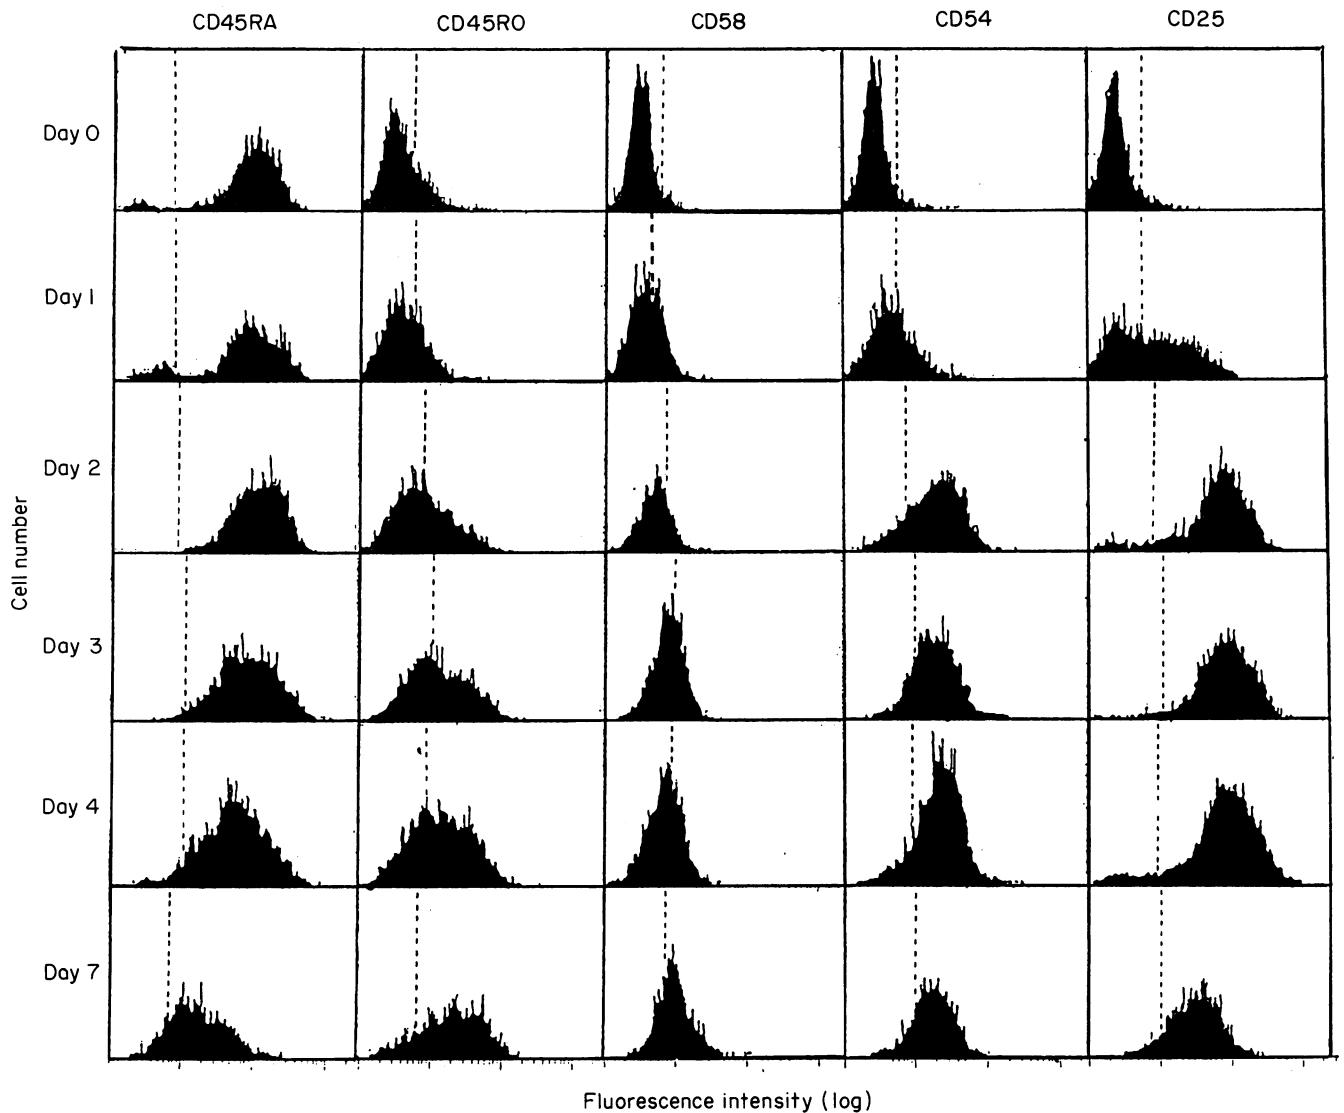 CD45RA CD45RO CD58 CD54 CD25
Day 0
Day 1
Day 2
Day 3
Day 4
Day 7
Cell number
Fluorescence intensity (log)